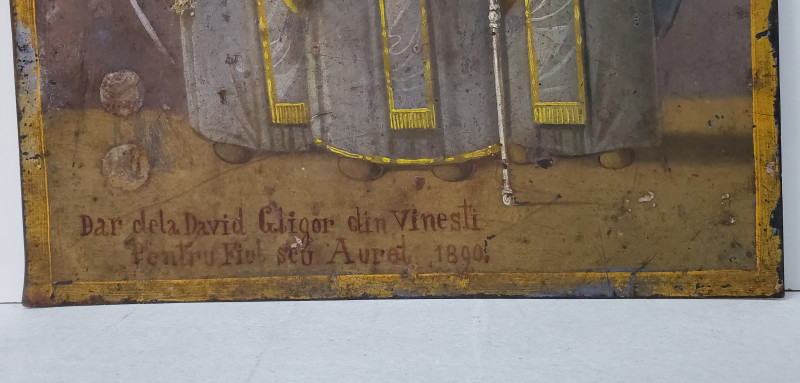 Dar dela David Gligor din Vinesti
Pentru Fiul seu Aurel 1890.